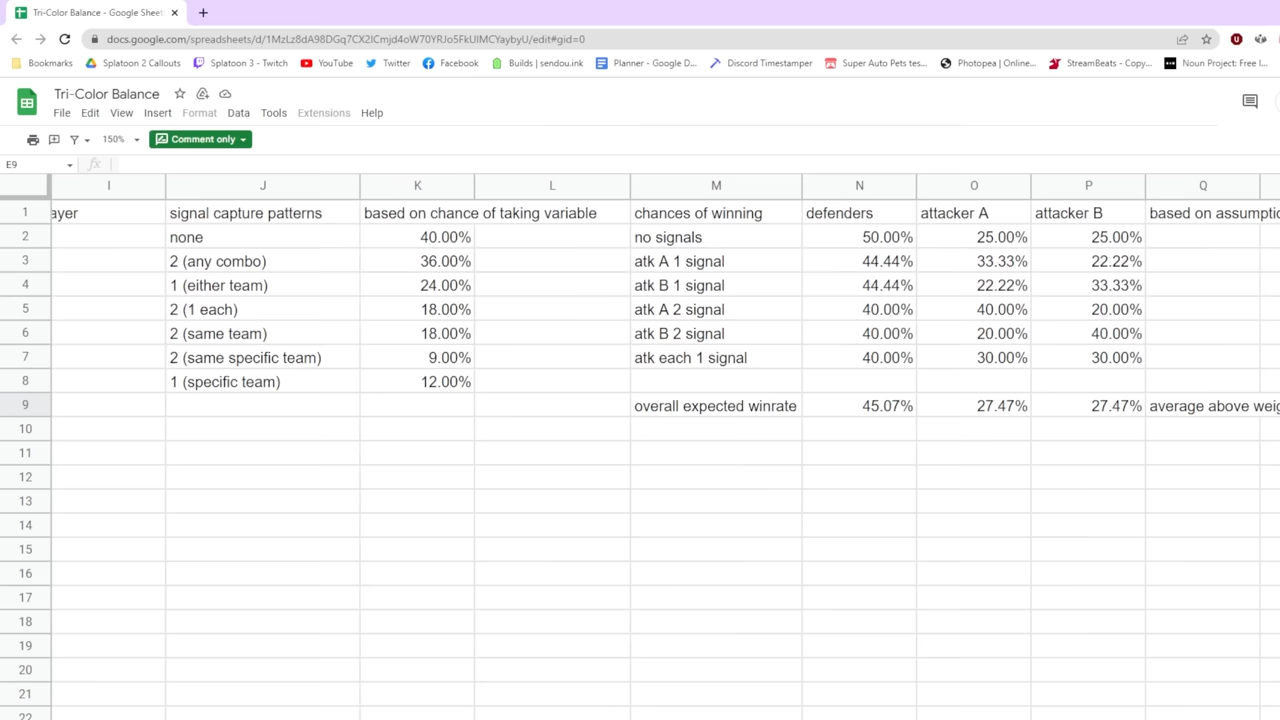 Tri-Color Balance - Google Sheet
docs.google.com/spreadsheets/d/1MzLz8dA98DGq7CX2ICmjd4oW70YRJo5FkUIMCYaybyU/edit#gid=0
Bookmarks Splatoon 2 Callouts Splatoon 3 - Twitch YouTube Twitter Facebook Builds | sendou.ink Planner - Google D... Discord Timestamper Super Auto Pets tes... Photopea | Online... StreamBeats - Copy... Noun Project: Free I...
Tri-Color Balance
File Edit View Insert Format Data Tools Extensions Help
150% Comment only
E9 fx
I J K L M N O P Q
1 ayer signal capture patterns based on chance of taking variable chances of winning defenders attacker A attacker B based on assumptio
2 none 40.00% no signals 50.00% 25.00% 25.00%
3 2 (any combo) 36.00% atk A 1 signal 44.44% 33.33% 22.22%
4 1 (either team) 24.00% atk B 1 signal 44.44% 22.22% 33.33%
5 2 (1 each) 18.00% atk A 2 signal 40.00% 40.00% 20.00%
6 2 (same team) 18.00% atk B 2 signal 40.00% 20.00% 40.00%
7 2 (same specific team) 9.00% atk each 1 signal 40.00% 30.00% 30.00%
8 1 (specific team) 12.00%
9 overall expected winrate 45.07% 27.47% 27.47% average above weig
10
11
12
13
14
15
16
17
18
19
20
21
22